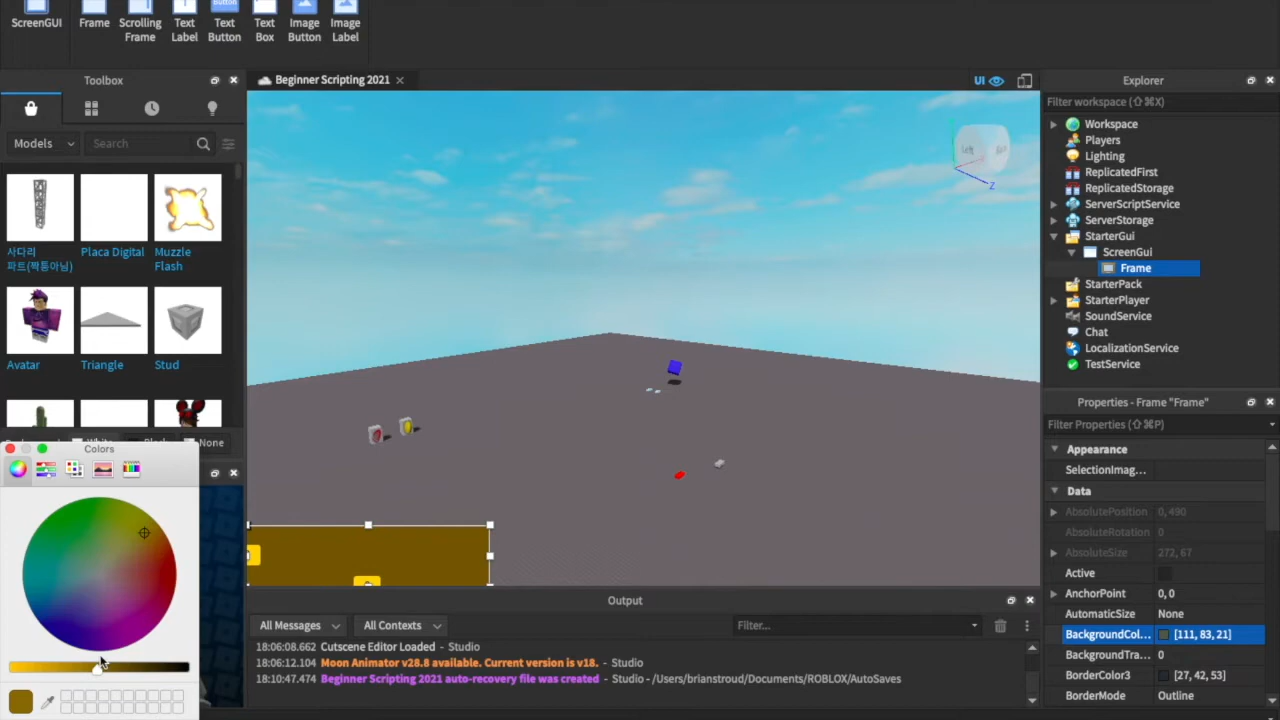 ScreenGUI
Frame
Scrolling
Frame
Text
Label
Button
Text
Button
Text
Box
Image
Button
Image
Label
Toolbox
Beginner Scripting 2021
UI
Explorer
Filter workspace (⇧⌘X)
Models
Search
사다리
파트(짝퉁아님)
Placa Digital
Muzzle
Flash
Avatar
Triangle
Stud
None
Colors
Left
Z
Workspace
Players
Lighting
ReplicatedFirst
ReplicatedStorage
ServerScriptService
ServerStorage
StarterGui
ScreenGui
Frame
StarterPack
StarterPlayer
SoundService
Chat
LocalizationService
TestService
Properties - Frame "Frame"
Filter Properties (⇧⌘P)
Appearance
SelectionImag...
Data
AbsolutePosition 0, 490
AbsoluteRotation 0
AbsoluteSize 272, 67
Active
AnchorPoint 0, 0
AutomaticSize None
BackgroundCol... [111, 83, 21]
BackgroundTra... 0
BorderColor3 [27, 42, 53]
BorderMode Outline
Output
All Messages
All Contexts
Filter...
18:06:08.662 Cutscene Editor Loaded - Studio
18:06:12.104 Moon Animator v28.8 available. Current version is v18. - Studio
18:10:47.474 Beginner Scripting 2021 auto-recovery file was created - Studio - /Users/brianstroud/Documents/ROBLOX/AutoSaves